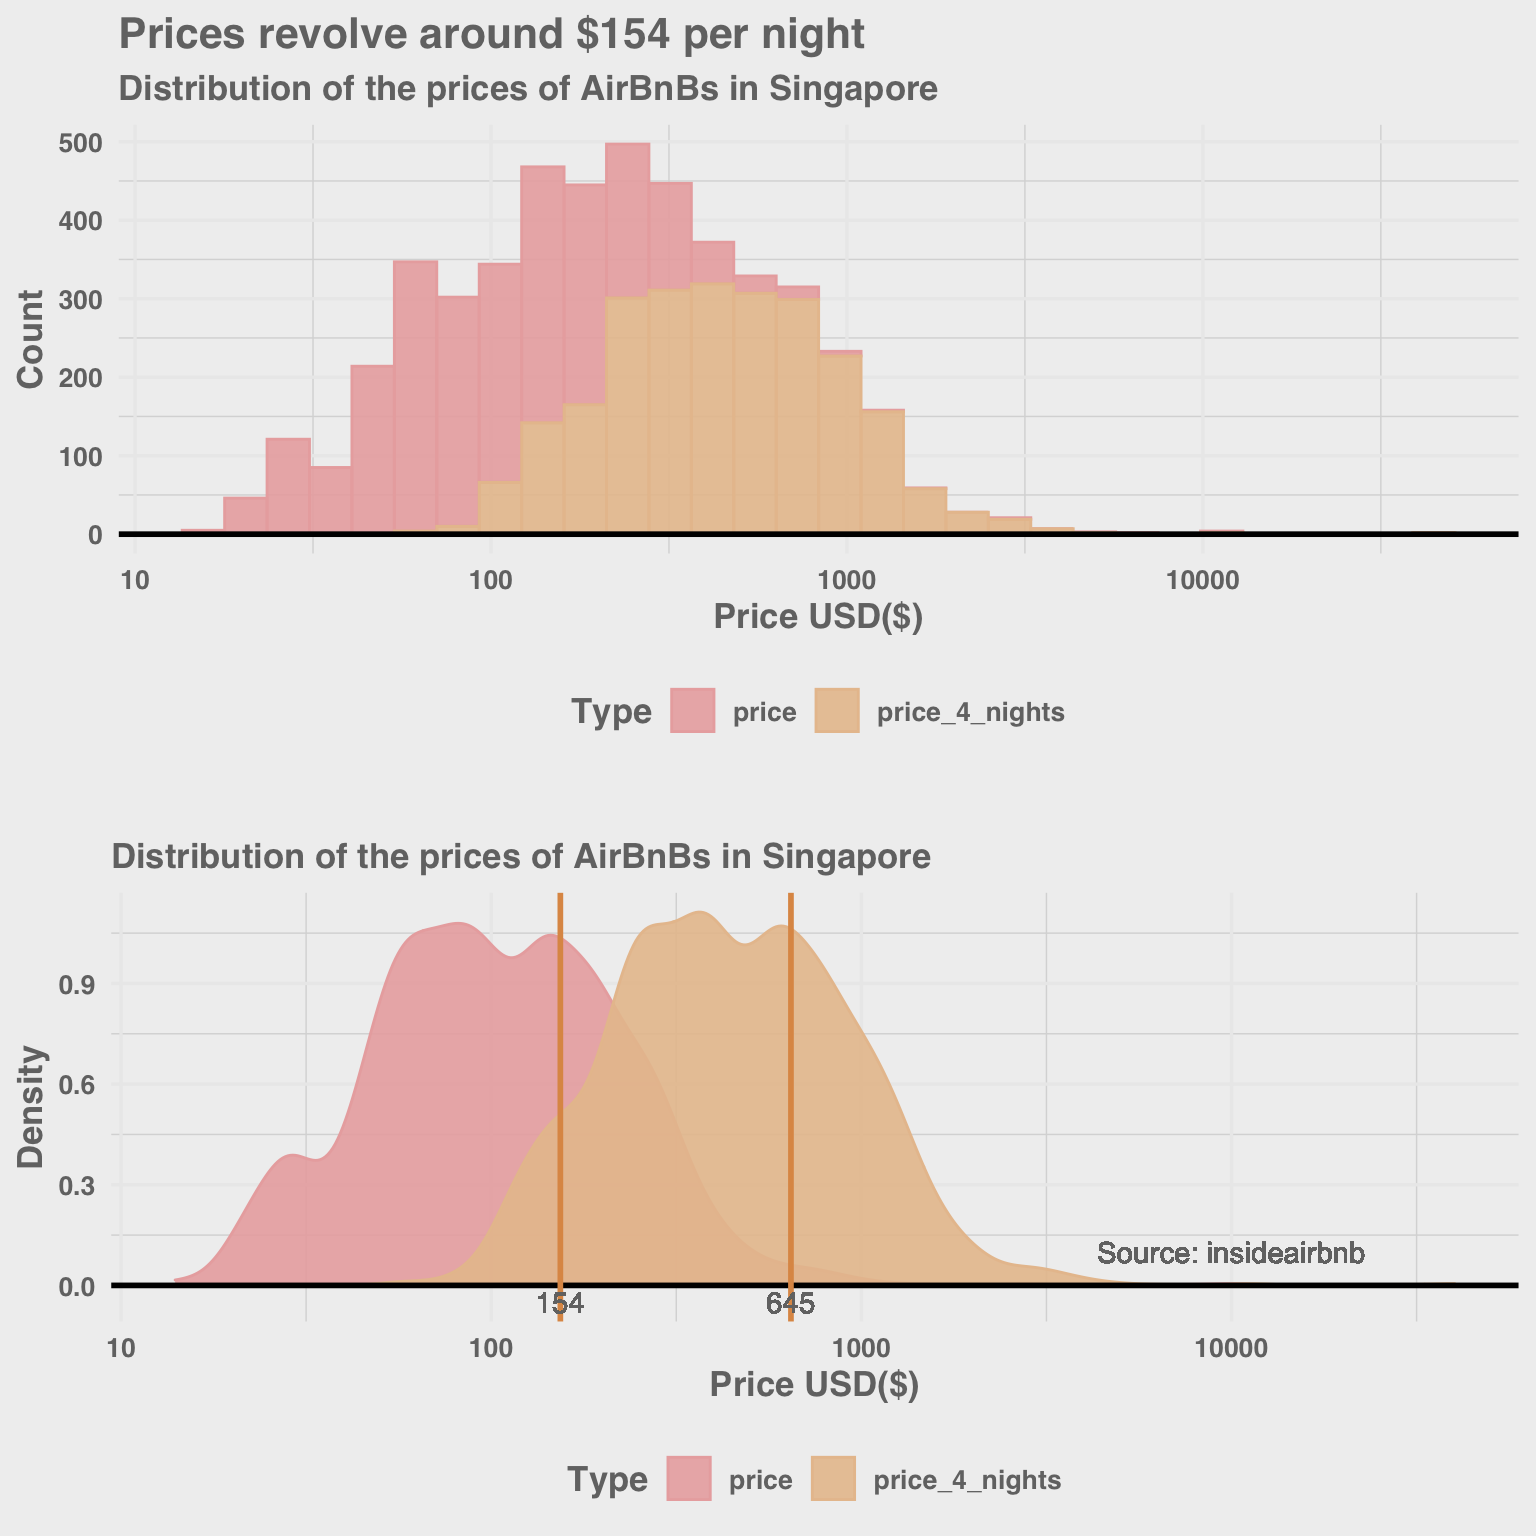 Prices revolve around $154 per night
Distribution of the prices of AirBnBs in Singapore
500
400
300
200
100
0
Count
10 100 1000 10000
Price USD($)
Type price price_4_nights
Distribution of the prices of AirBnBs in Singapore
0.9
0.6
0.3
0.0
Density
Source: insideairbnb
154 645
10 100 1000 10000
Price USD($)
Type price price_4_nights